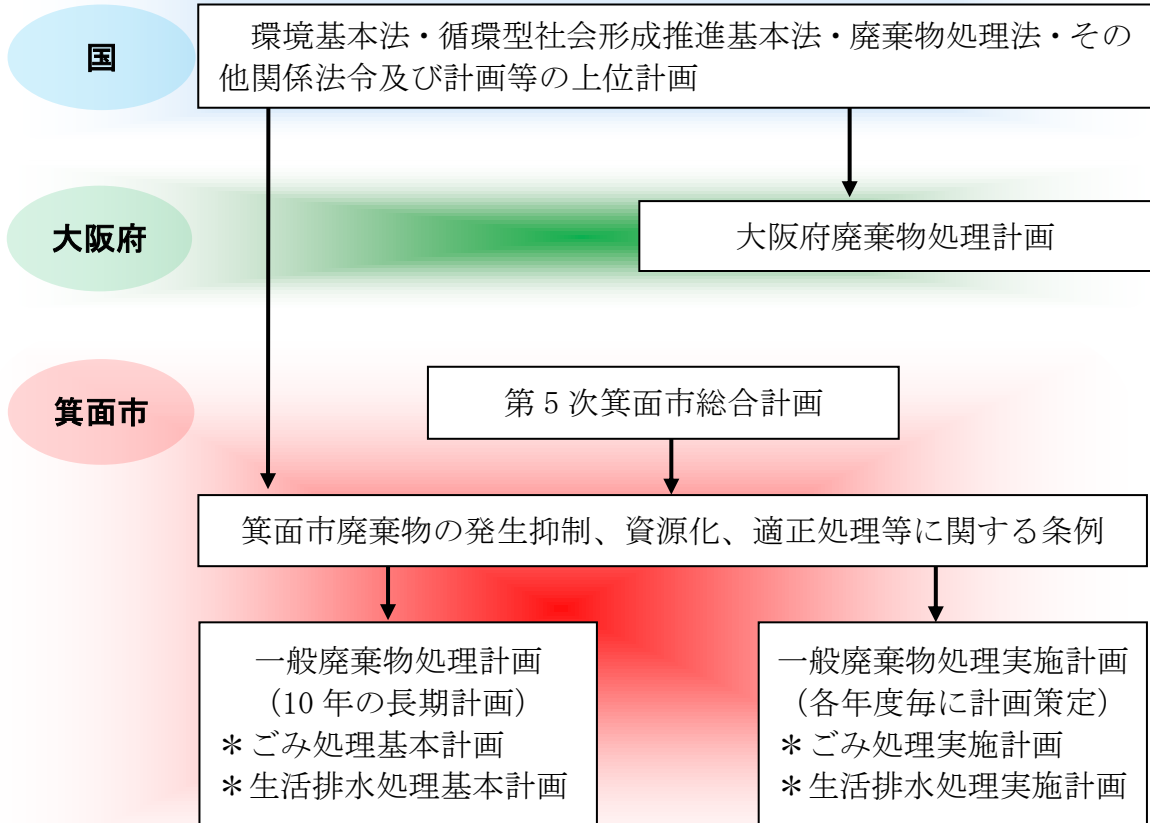 国
環境基本法・循環型社会形成推進基本法・廃棄物処理法・その
他関係法令及び計画等の上位計画
大阪府
大阪府廃棄物処理計画
箕面市
第5次箕面市総合計画
箕面市廃棄物の発生抑制、資源化、適正処理等に関する条例
一般廃棄物処理計画
(10 年の長期計画)
＊ごみ処理基本計画
＊生活排水処理基本計画
一般廃棄物処理実施計画
(各年度毎に計画策定)
＊ごみ処理実施計画
＊生活排水処理実施計画